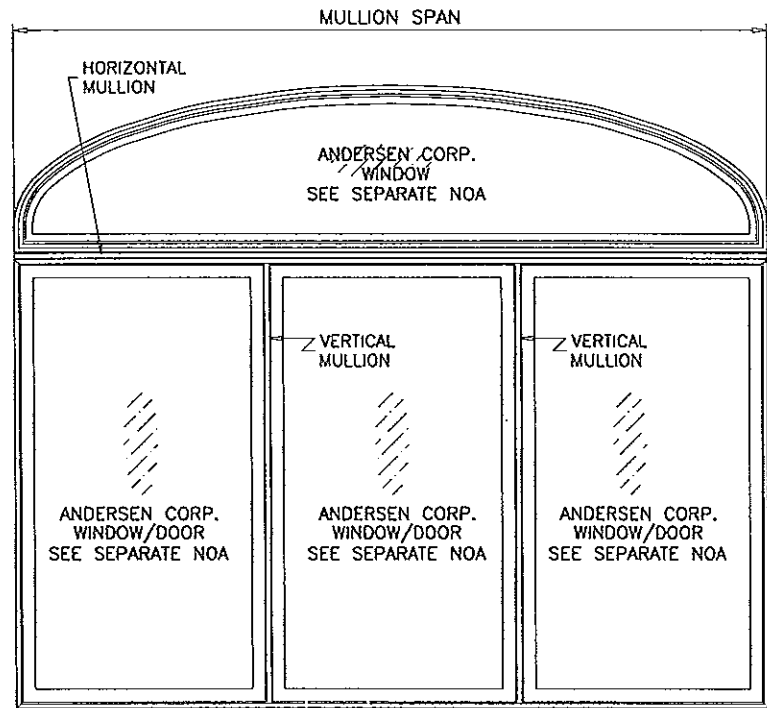 MULLION SPAN
HORIZONTAL
MULLION
ANDERSEN CORP.
WINDOW
SEE SEPARATE NOA
VERTICAL
MULLION
VERTICAL
MULLION
ANDERSEN CORP.
WINDOW/DOOR
SEE SEPARATE NOA
ANDERSEN CORP.
WINDOW/DOOR
SEE SEPARATE NOA
ANDERSEN CORP.
WINDOW/DOOR
SEE SEPARATE NOA